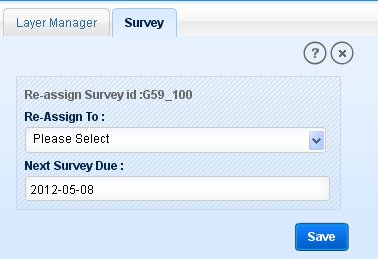 Layer Manager Survey
?
Re-assign Survey id :G59_100
Re-Assign To :
Please Select
Next Survey Due :
2012-05-08
Save